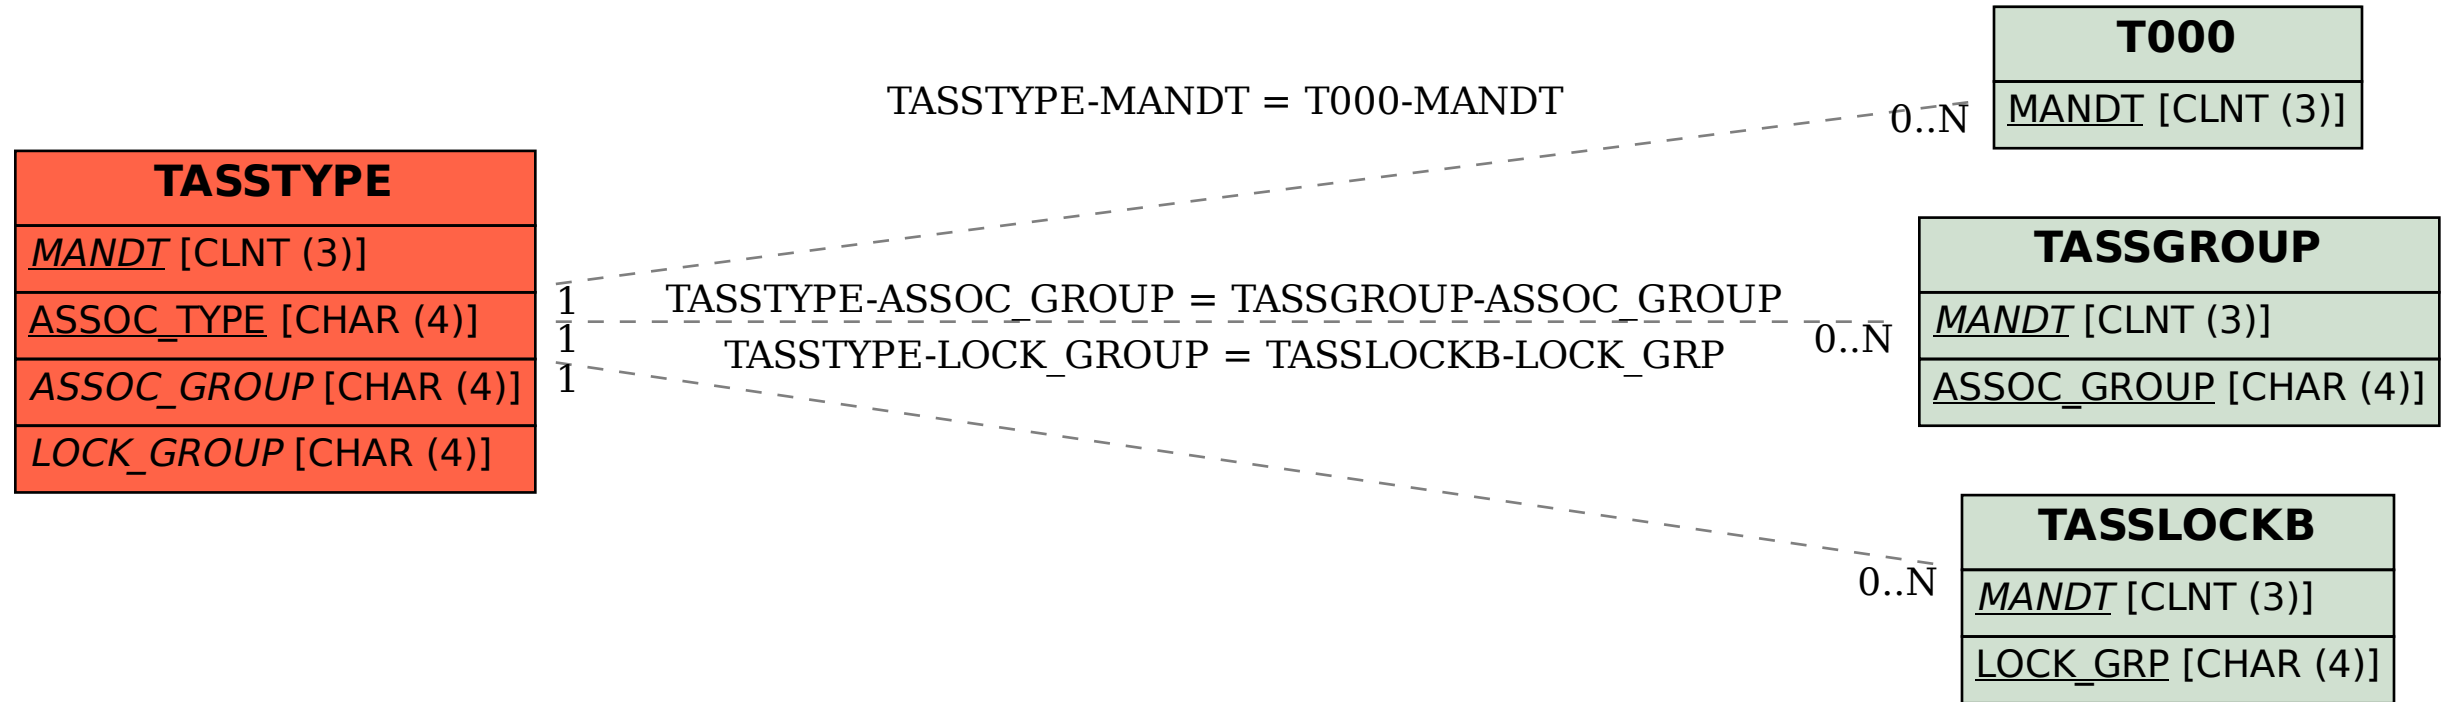 TASSTYPE
MANDT [CLNT (3)]
ASSOC_TYPE [CHAR (4)]
ASSOC_GROUP [CHAR (4)]
LOCK_GROUP [CHAR (4)]
TASSTYPE-MANDT = T000-MANDT
1
0..N
TASSTYPE-ASSOC_GROUP = TASSGROUP-ASSOC_GROUP
1
0..N
TASSTYPE-LOCK_GROUP = TASSLOCKB-LOCK_GRP
1
0..N
T000
MANDT [CLNT (3)]
TASSGROUP
MANDT [CLNT (3)]
ASSOC_GROUP [CHAR (4)]
TASSLOCKB
MANDT [CLNT (3)]
LOCK_GRP [CHAR (4)]